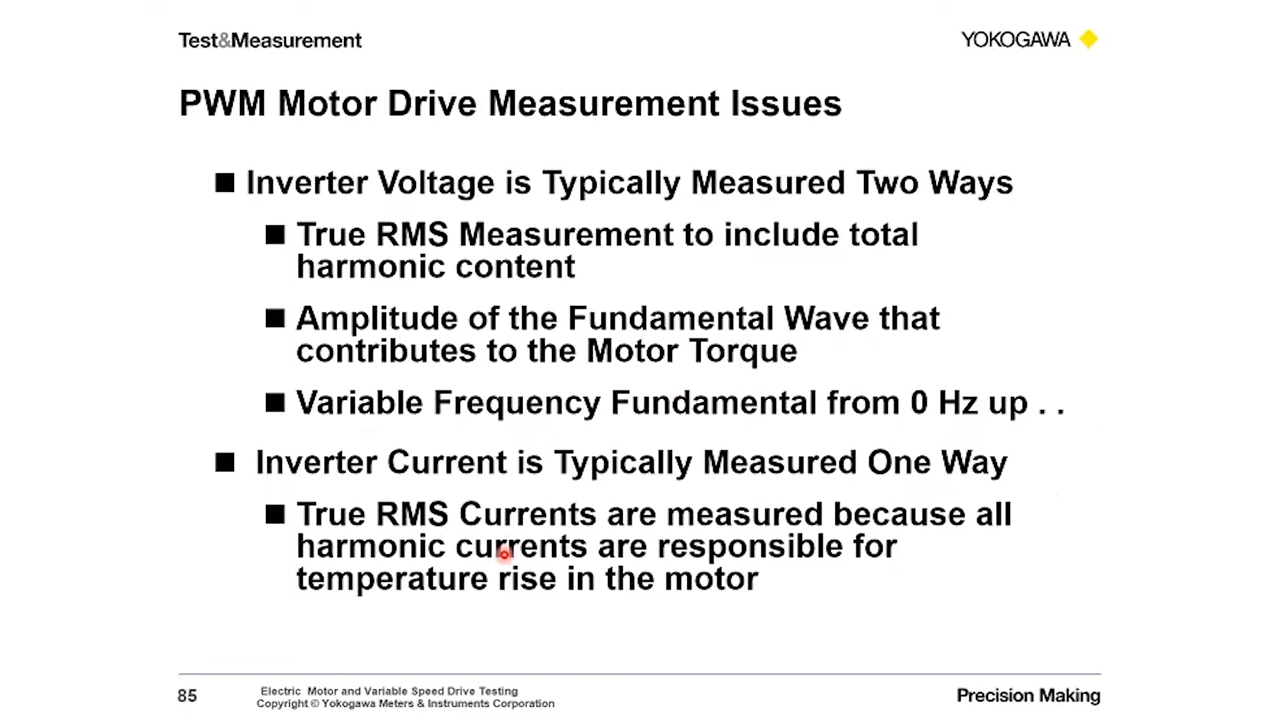 Test&Measurement
YOKOGAWA
PWM Motor Drive Measurement Issues
■ Inverter Voltage is Typically Measured Two Ways
■ True RMS Measurement to include total
harmonic content
■ Amplitude of the Fundamental Wave that
contributes to the Motor Torque
■ Variable Frequency Fundamental from 0 Hz up . .
■ Inverter Current is Typically Measured One Way
■ True RMS Currents are measured because all
harmonic currents are responsible for
temperature rise in the motor
85
Electric Motor and Variable Speed Drive Testing
Copyright © Yokogawa Meters & Instruments Corporation
Precision Making